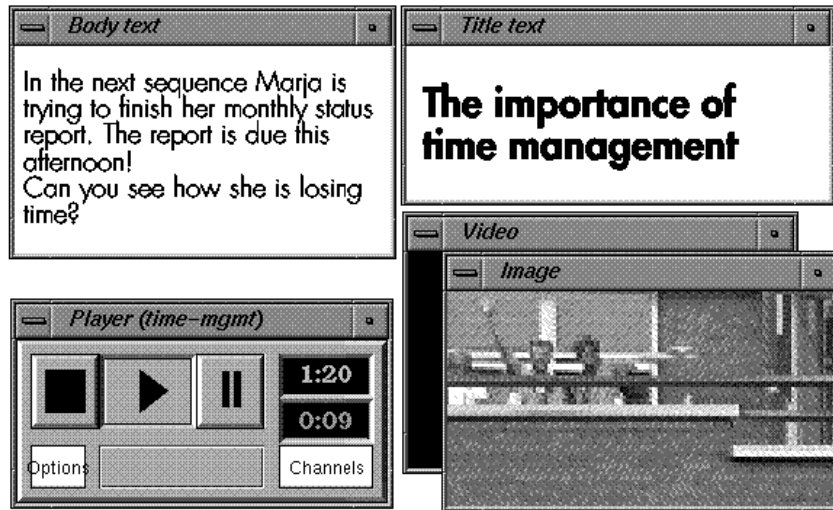 Body text
In the next sequence Marja is
trying to finish her monthly status
report. The report is due this
afternoon!
Can you see how she is losing
time?
Title text
The importance of
time management
Video
Image
Player (time-mgmt)
1:20
0:09
Options
Channels